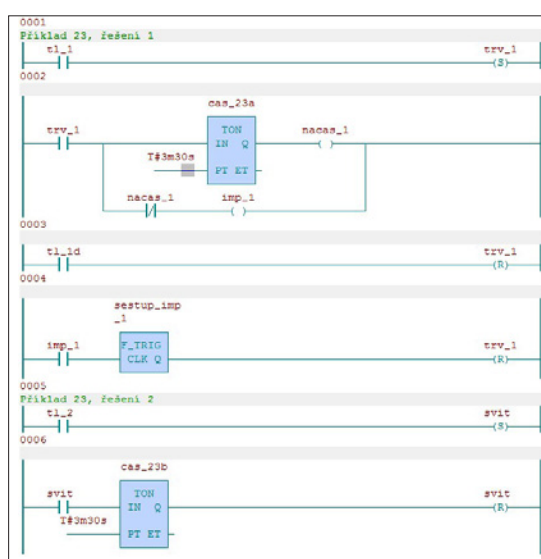 0001
Příklad 23, řešení 1
tl_1 trv_1
(S)
0002
cas_23a
trv_1 TON nacas_1
IN Q ( )
T#3m30s
PT ET
nacas_1 imp_1
( )
0003
tl_1d trv_1
(R)
0004
sestup_imp
_1
imp_1 F_TRIG trv_1
CLK Q (R)
0005
Příklad 23, řešení 2
tl_2 svit
(S)
0006
cas_23b
svit TON svit
IN Q (R)
T#3m30s
PT ET